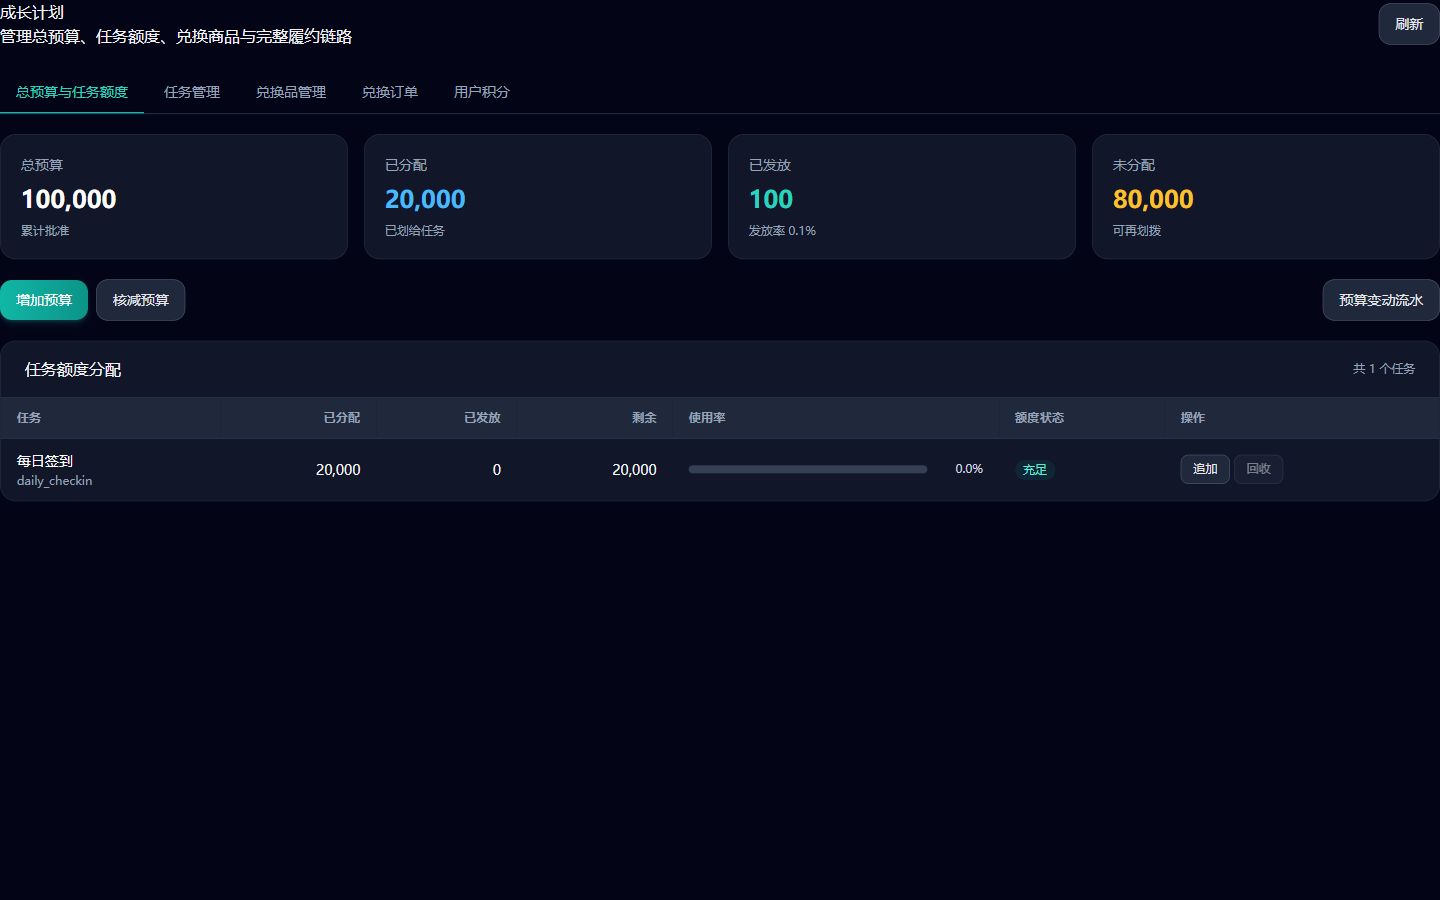 成长计划
管理总预算、任务额度、兑换商品与完整履约链路
刷新
总预算与任务额度 任务管理 兑换品管理 兑换订单 用户积分
总预算 已分配 已发放 未分配
100,000 20,000 100 80,000
累计批准 已划给任务 发放率 0.1% 可再划拨
增加预算 核减预算 预算变动流水
任务额度分配 共 1 个任务
任务 已分配 已发放 剩余 使用率 额度状态 操作
每日签到 20,000 0 20,000 0.0% 充足 追加 回收
daily_checkin